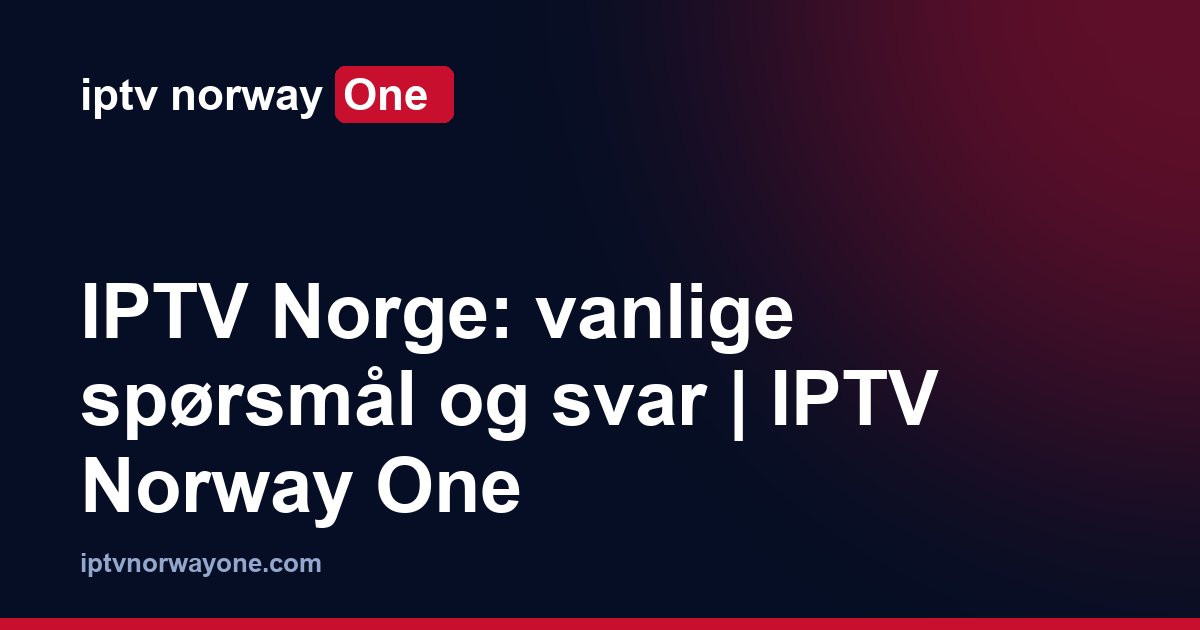 iptv norway One
IPTV Norge: vanlige
spørsmål og svar | IPTV
Norway One
iptvnorwayone.com